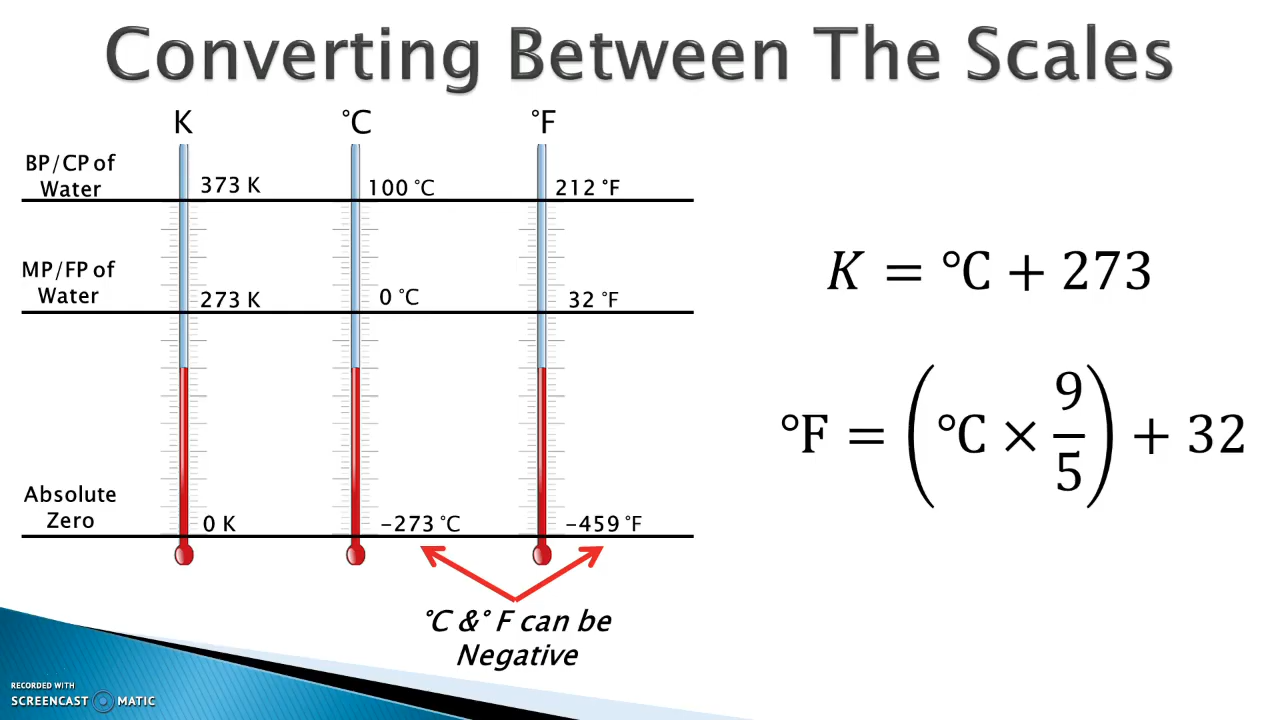 Converting Between The Scales
K °C °F
BP/CP of
Water
373 K 100 °C 212 °F
MP/FP of
Water
273 K 0 °C 32 °F
K = °C + 273
°F = (°C × 9/5) + 32
Absolute
Zero
0 K -273 °C -459 °F
°C &° F can be
Negative
RECORDED WITH
SCREENCAST MATIC